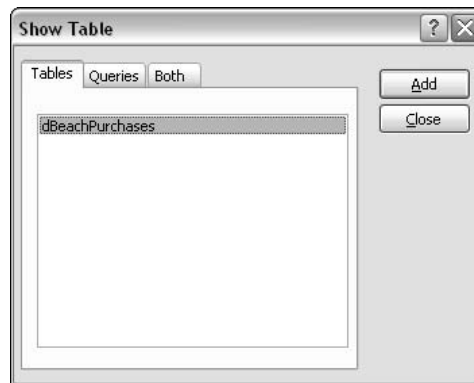 Show Table
Tables Queries Both
Add
Close
dBeachPurchases